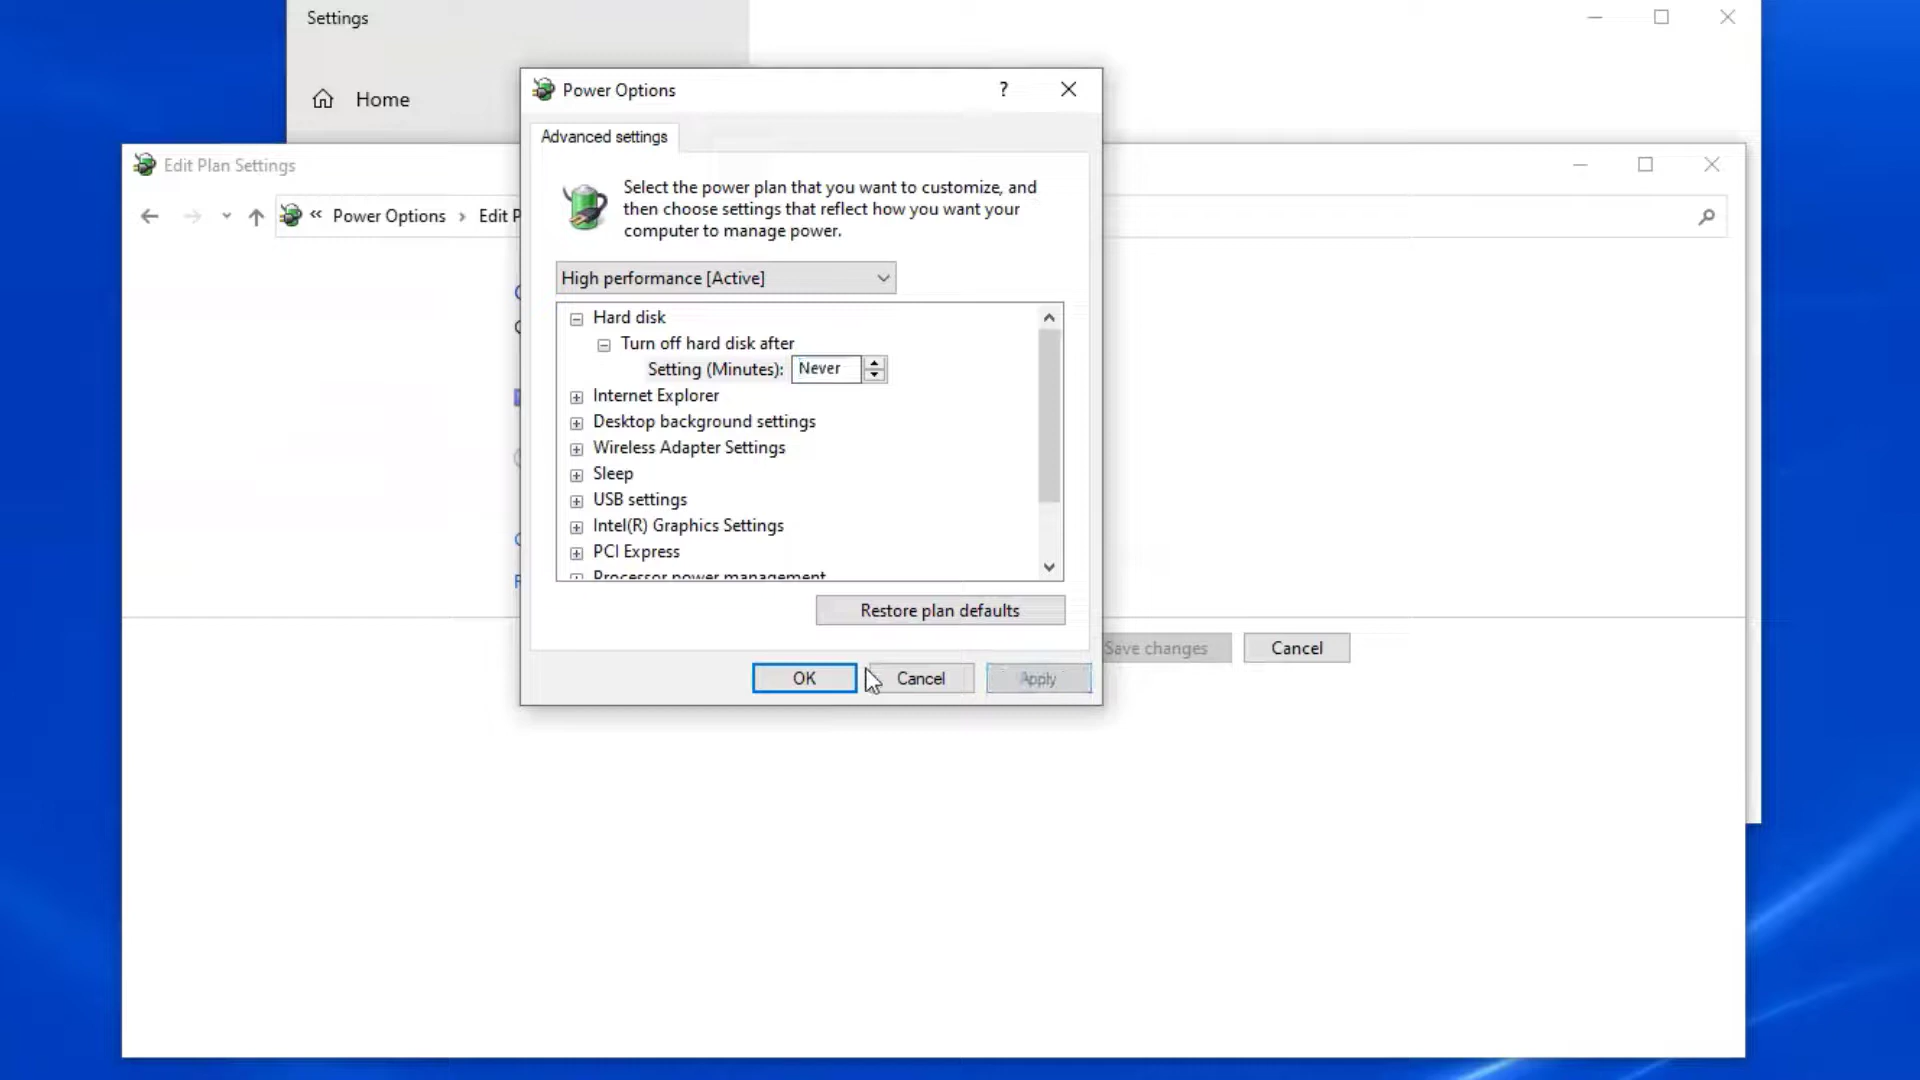 Settings
Home
Power Options
?
Advanced settings
Edit Plan Settings
« Power Options › Edit P
Select the power plan that you want to customize, and
then choose settings that reflect how you want your
computer to manage power.
High performance [Active]
Hard disk
Turn off hard disk after
Setting (Minutes): Never
Internet Explorer
Desktop background settings
Wireless Adapter Settings
Sleep
USB settings
Intel(R) Graphics Settings
PCI Express
Processor power management
Restore plan defaults
Save changes
Cancel
OK
Cancel
Apply